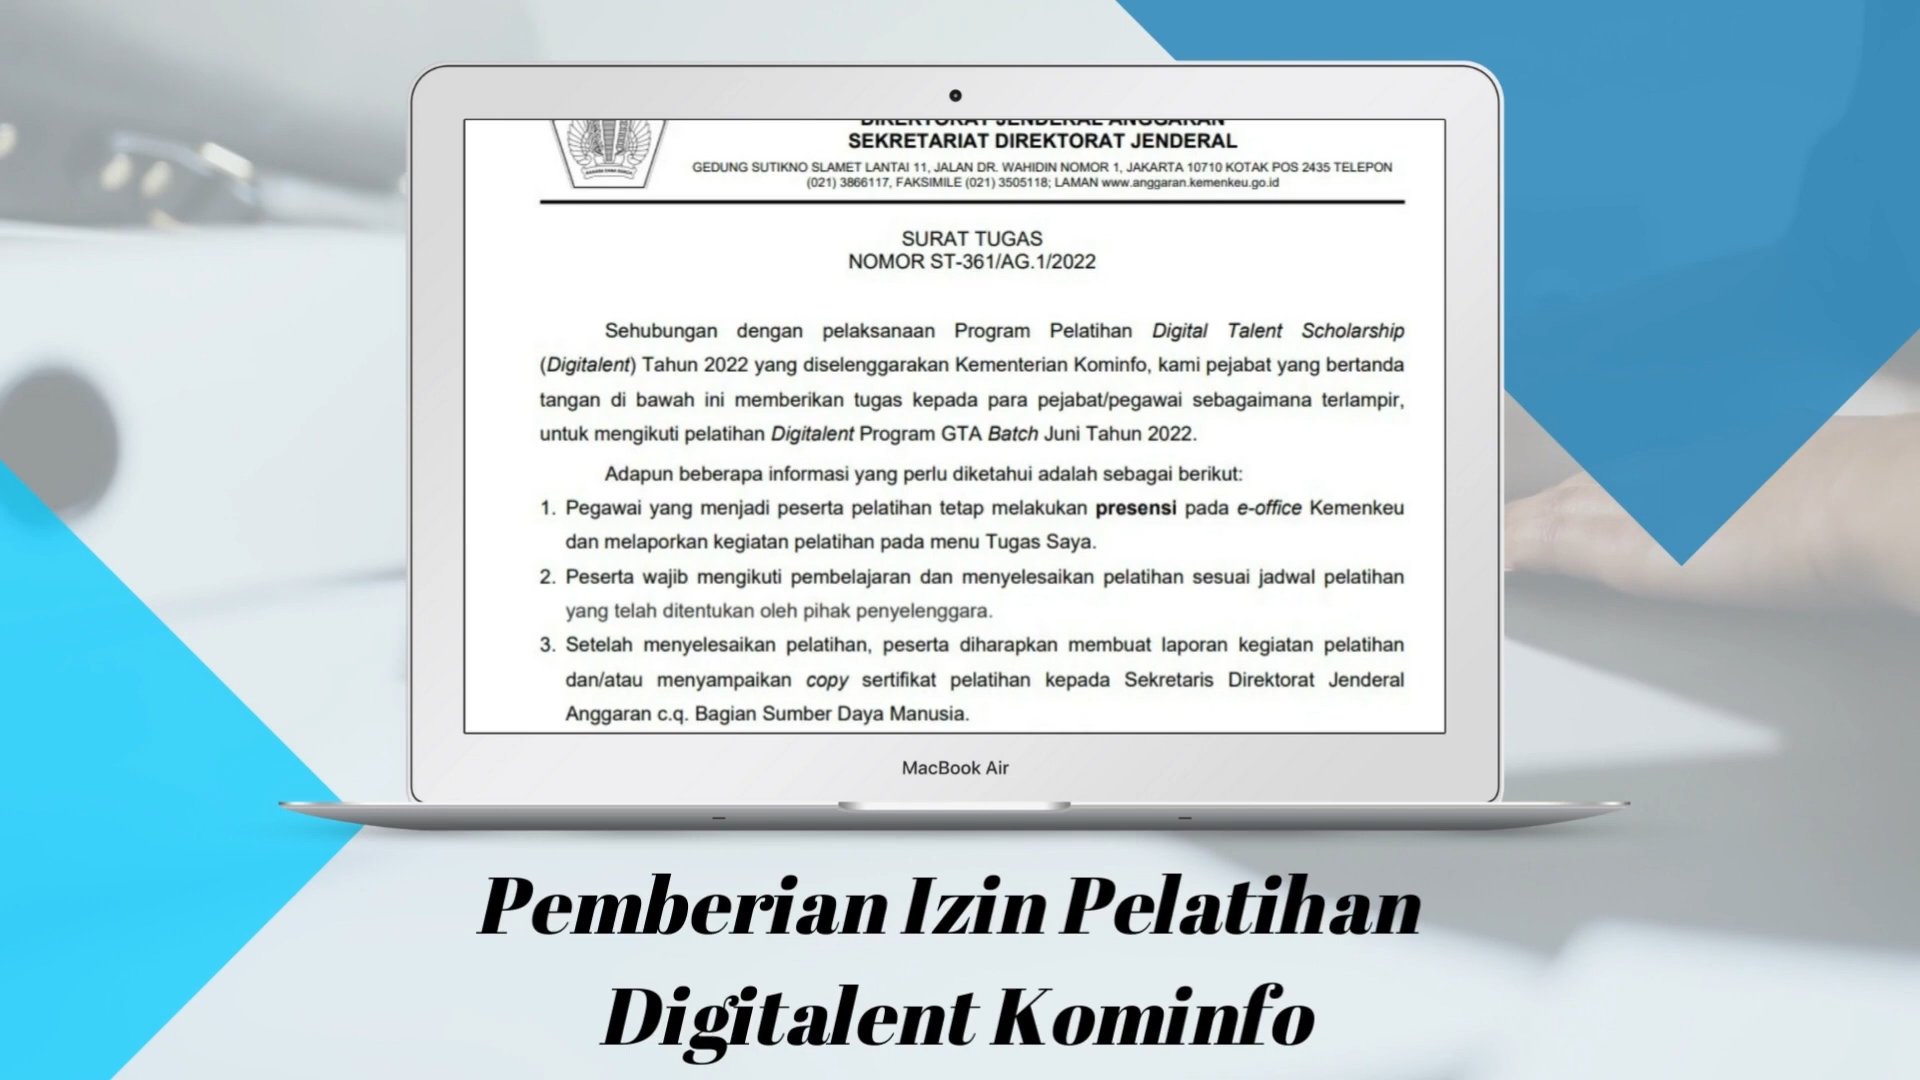 DIREKTORAT JENDERAL ANGGARAN
SEKRETARIAT DIREKTORAT JENDERAL
GEDUNG SUTIKNO SLAMET LANTAI 11, JALAN DR. WAHIDIN NOMOR 1, JAKARTA 10710 KOTAK POS 2435 TELEPON
(021) 3866117, FAKSIMILE (021) 3505118; LAMAN www.anggaran.kemenkeu.go.id
SURAT TUGAS
NOMOR ST-361/AG.1/2022
Sehubungan dengan pelaksanaan Program Pelatihan Digital Talent Scholarship
(Digitalent) Tahun 2022 yang diselenggarakan Kementerian Kominfo, kami pejabat yang bertanda
tangan di bawah ini memberikan tugas kepada para pejabat/pegawai sebagaimana terlampir,
untuk mengikuti pelatihan Digitalent Program GTA Batch Juni Tahun 2022.
Adapun beberapa informasi yang perlu diketahui adalah sebagai berikut:
1. Pegawai yang menjadi peserta pelatihan tetap melakukan presensi pada e-office Kemenkeu
dan melaporkan kegiatan pelatihan pada menu Tugas Saya.
2. Peserta wajib mengikuti pembelajaran dan menyelesaikan pelatihan sesuai jadwal pelatihan
yang telah ditentukan oleh pihak penyelenggara.
3. Setelah menyelesaikan pelatihan, peserta diharapkan membuat laporan kegiatan pelatihan
dan/atau menyampaikan copy sertifikat pelatihan kepada Sekretaris Direktorat Jenderal
Anggaran c.q. Bagian Sumber Daya Manusia.
MacBook Air
Pemberian Izin Pelatihan
Digitalent Kominfo